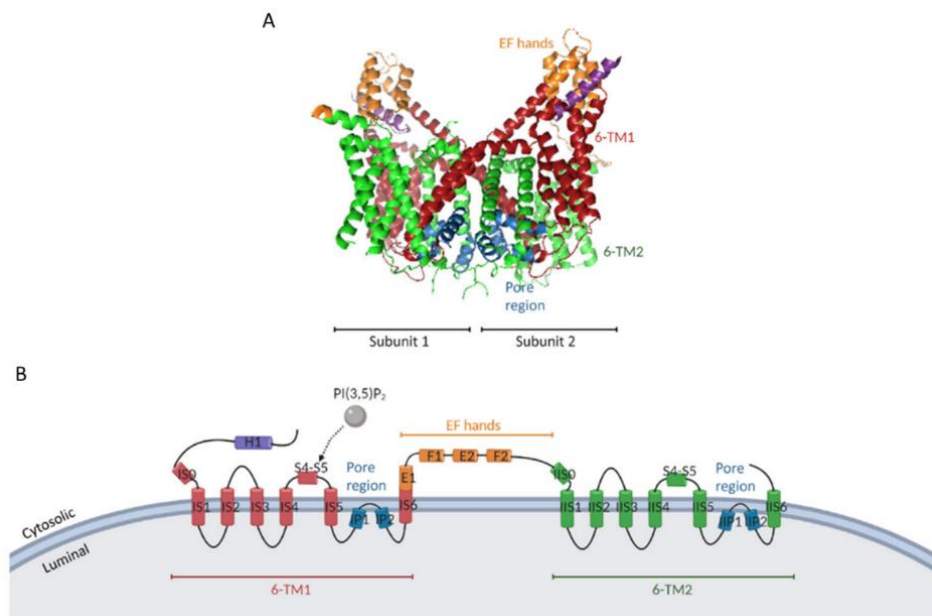 A
EF hands
6-TM1
6-TM2
Pore
region
Subunit 1
Subunit 2
B
PI(3,5)P₂
EF hands
H1
S4-S5
Pore
region
F1
E2
F2
S4-S5
Pore
region
IS0
E1
IIS0
IS1
IS2
IS3
IS4
IS5
IP1
IP2
IS6
IIS1
IIS2
IIS3
IIS4
IIS5
IIP1
IIP2
IIS6
Cytosolic
Luminal
6-TM1
6-TM2